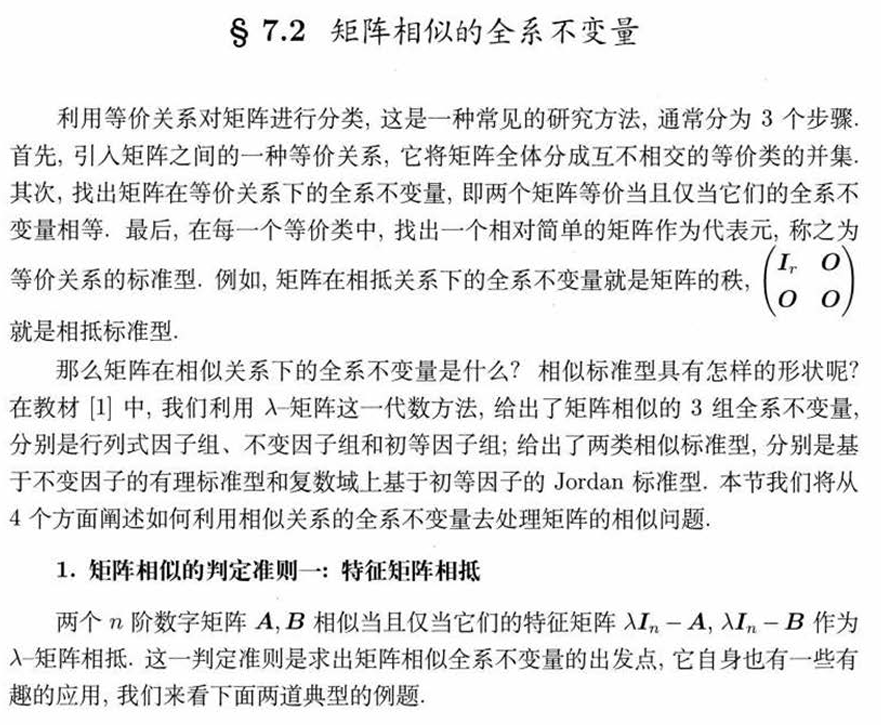 § 7.2 矩阵相似的全系不变量
利用等价关系对矩阵进行分类, 这是一种常见的研究方法, 通常分为 3 个步骤.
首先, 引入矩阵之间的一种等价关系, 它将矩阵全体分成互不相交的等价类的并集.
其次, 找出矩阵在等价关系下的全系不变量, 即两个矩阵等价当且仅当它们的全系不
变量相等. 最后, 在每一个等价类中, 找出一个相对简单的矩阵作为代表元, 称之为
等价关系的标准型. 例如, 矩阵在相抵关系下的全系不变量就是矩阵的秩, $\begin{pmatrix} I_r & O \\ O & O \end{pmatrix}$
就是相抵标准型.
那么矩阵在相似关系下的全系不变量是什么? 相似标准型具有怎样的形状呢?
在教材 [1] 中, 我们利用 λ–矩阵这一代数方法, 给出了矩阵相似的 3 组全系不变量,
分别是行列式因子组、不变因子组和初等因子组; 给出了两类相似标准型, 分别是基
于不变因子的有理标准型和复数域上基于初等因子的 Jordan 标准型. 本节我们将从
4 个方面阐述如何利用相似关系的全系不变量去处理矩阵的相似问题.
1. 矩阵相似的判定准则一: 特征矩阵相抵
两个 n 阶数字矩阵 A, B 相似当且仅当它们的特征矩阵 λIₙ − A, λIₙ − B 作为
λ–矩阵相抵. 这一判定准则是求出矩阵相似全系不变量的出发点, 它自身也有一些有
趣的应用, 我们来看下面两道典型的例题.